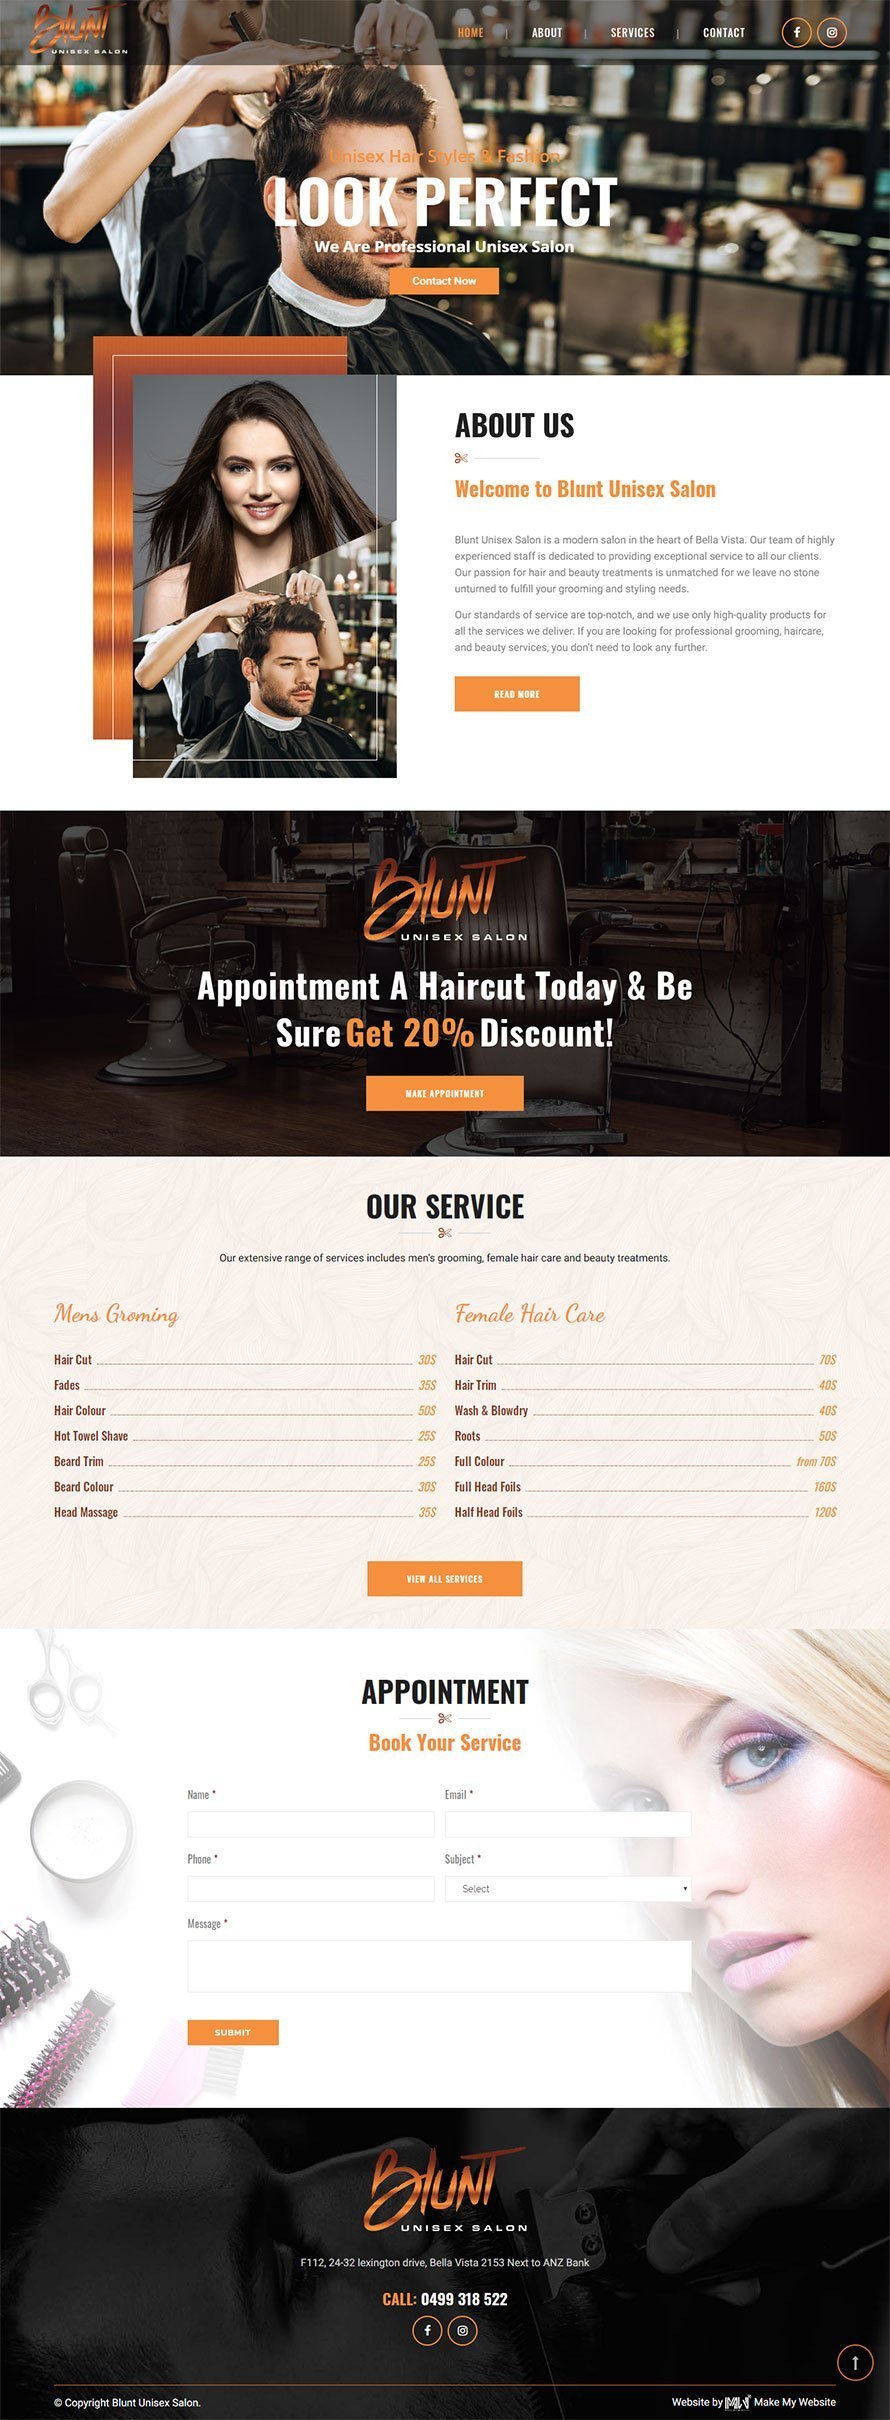 Blunt
UNISEX SALON
HOME | ABOUT | SERVICES | CONTACT
Unisex Hair Styles & Fashion
LOOK PERFECT
We Are Professional Unisex Salon
Contact Now
ABOUT US
Welcome to Blunt Unisex Salon
Blunt Unisex Salon is a modern salon in the heart of Bella Vista. Our team of highly
experienced staff is dedicated to providing exceptional service to all our clients.
Our passion for hair and beauty treatments is unmatched for we leave no stone
unturned to fulfill your grooming and styling needs.
Our standards of service are top-notch, and we use only high-quality products for
all the services we deliver. If you are looking for professional grooming, haircare,
and beauty services, you don't need to look any further.
READ MORE
Blunt
UNISEX SALON
Appointment A Haircut Today & Be
Sure Get 20% Discount!
MAKE APPOINTMENT
OUR SERVICE
Our extensive range of services includes men's grooming, female hair care and beauty treatments.
Mens Groming
Hair Cut 30$
Fades 35$
Hair Colour 50$
Hot Towel Shave 25$
Beard Trim 25$
Beard Colour 30$
Head Massage 35$
Female Hair Care
Hair Cut 70$
Hair Trim 40$
Wash & Blowdry 40$
Roots 50$
Full Colour from 70$
Full Head Foils 160$
Half Head Foils 120$
VIEW ALL SERVICES
APPOINTMENT
Book Your Service
Name * Email *
Phone * Subject *
Select
Message *
SUBMIT
Blunt
UNISEX SALON
F112, 24-32 lexington drive, Bella Vista 2153 Next to ANZ Bank
CALL: 0499 318 522
© Copyright Blunt Unisex Salon. Website by MMW Make My Website